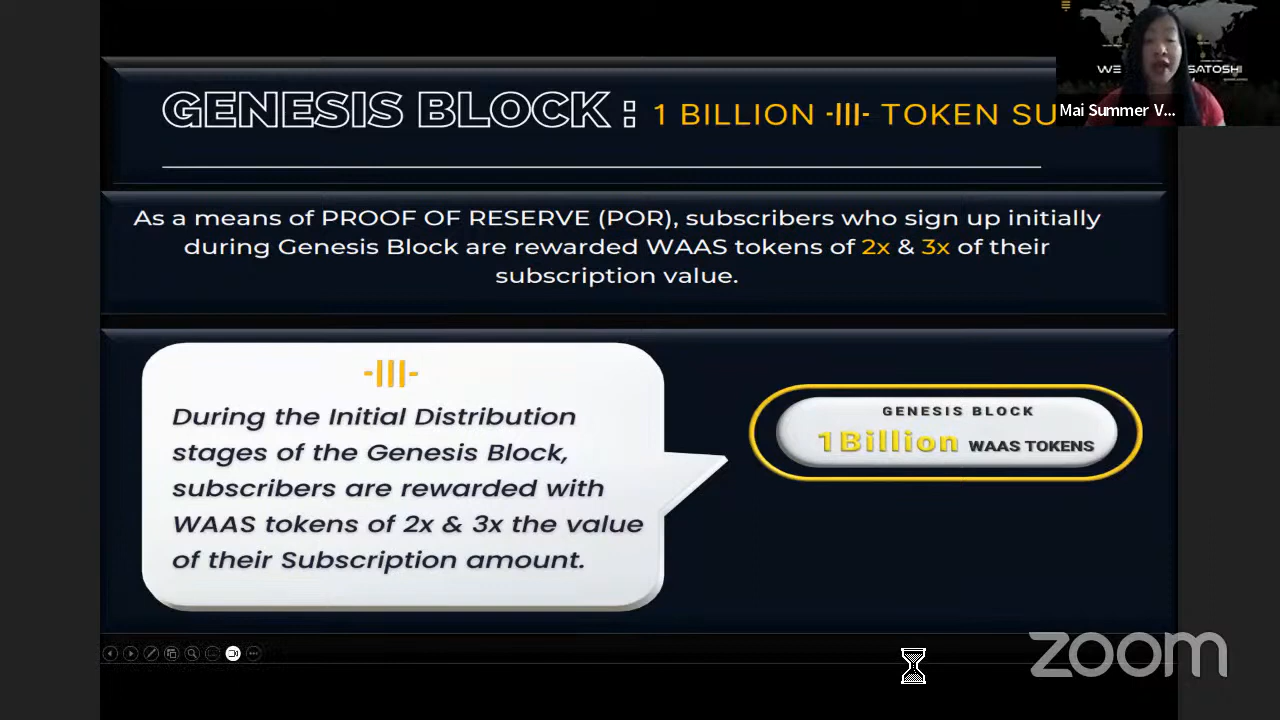 GENESIS BLOCK : 1 BILLION -III- TOKEN SU
WE SATOSHI
Mai Summer V...
As a means of PROOF OF RESERVE (POR), subscribers who sign up initially
during Genesis Block are rewarded WAAS tokens of 2x & 3x of their
subscription value.
-III-
During the Initial Distribution
stages of the Genesis Block,
subscribers are rewarded with
WAAS tokens of 2x & 3x the value
of their Subscription amount.
GENESIS BLOCK
1Billion WAAS TOKENS
zoom